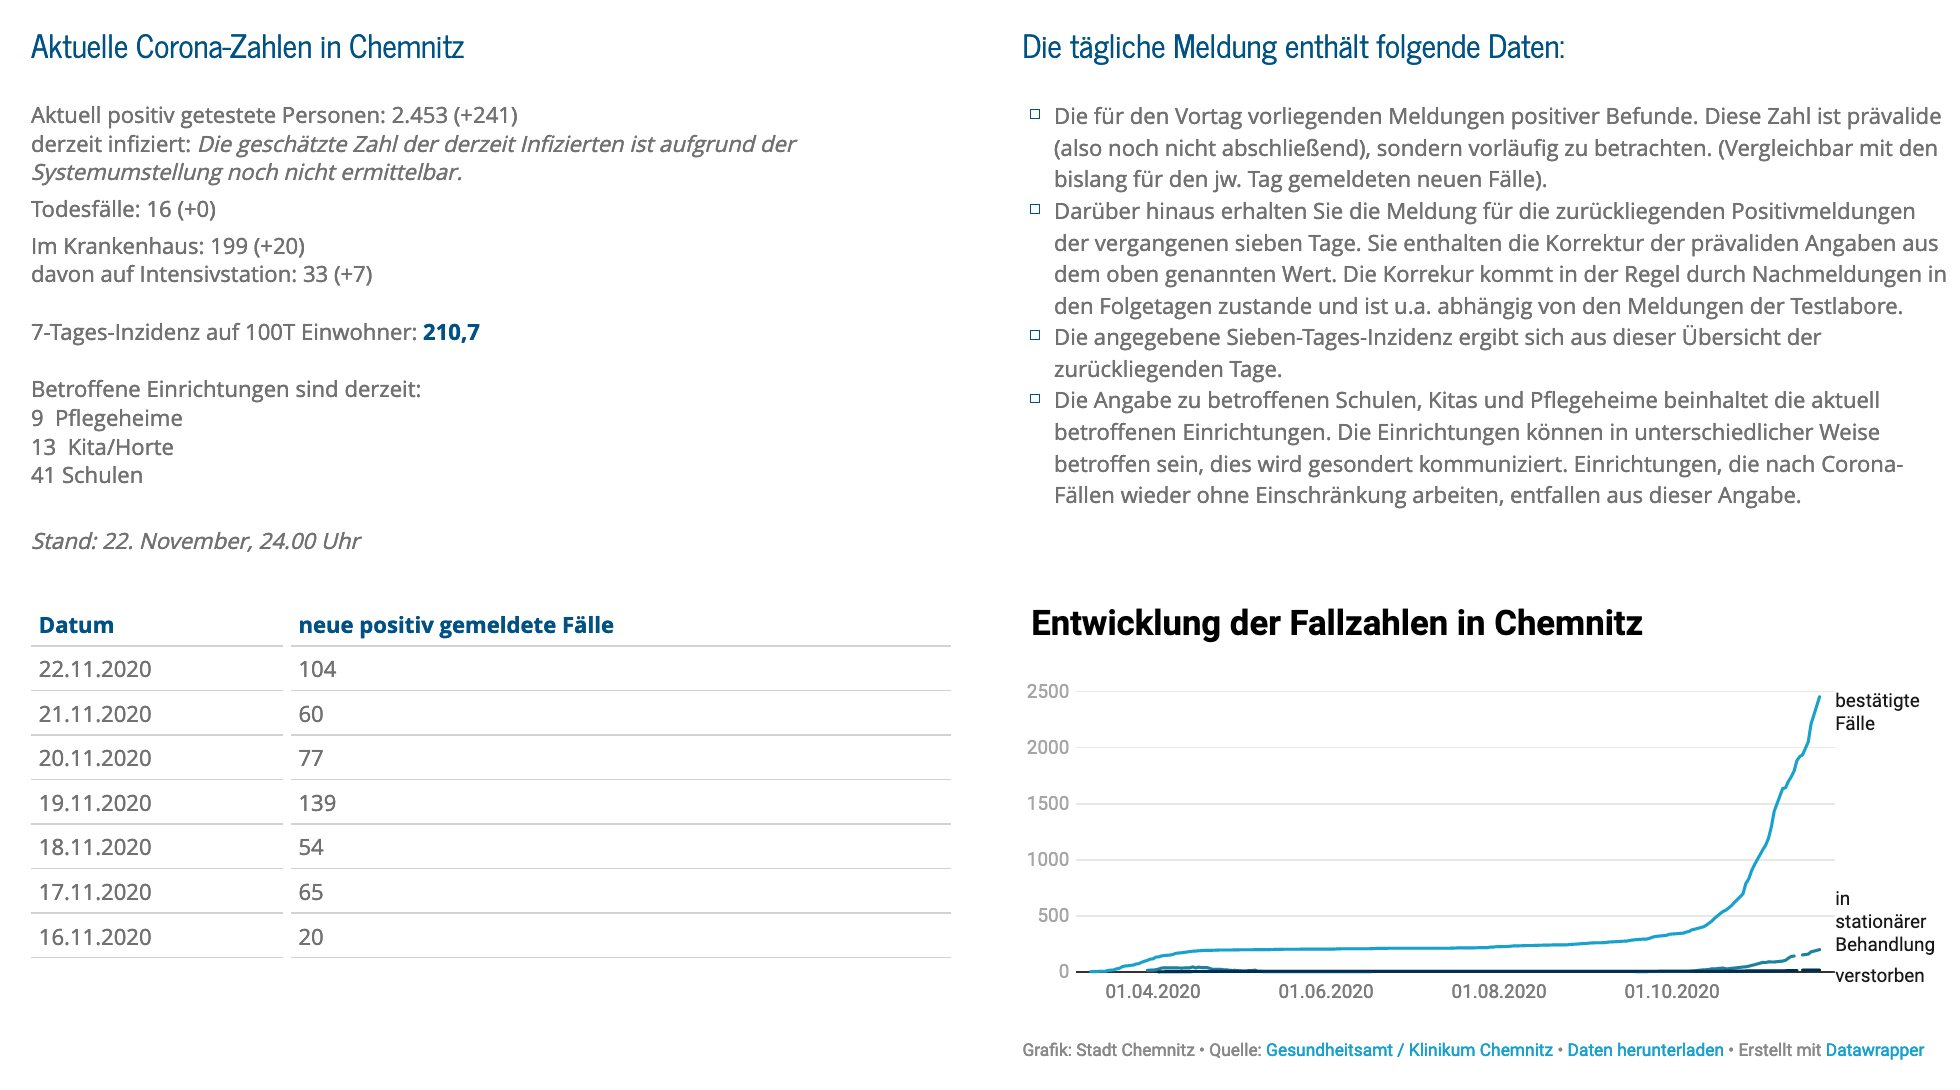 Aktuelle Corona-Zahlen in Chemnitz
Aktuell positiv getestete Personen: 2.453 (+241)
derzeit infiziert: Die geschätzte Zahl der derzeit Infizierten ist aufgrund der
Systemumstellung noch nicht ermittelbar.
Todesfälle: 16 (+0)
Im Krankenhaus: 199 (+20)
davon auf Intensivstation: 33 (+7)
7-Tages-Inzidenz auf 100T Einwohner: 210,7
Betroffene Einrichtungen sind derzeit:
9 Pflegeheime
13 Kita/Horte
41 Schulen
Stand: 22. November, 24.00 Uhr
Datum neue positiv gemeldete Fälle
22.11.2020 104
21.11.2020 60
20.11.2020 77
19.11.2020 139
18.11.2020 54
17.11.2020 65
16.11.2020 20
Die tägliche Meldung enthält folgende Daten:
Die für den Vortag vorliegenden Meldungen positiver Befunde. Diese Zahl ist prävalide
(also noch nicht abschließend), sondern vorläufig zu betrachten. (Vergleichbar mit den
bislang für den jw. Tag gemeldeten neuen Fälle).
Darüber hinaus erhalten Sie die Meldung für die zurückliegenden Positivmeldungen
der vergangenen sieben Tage. Sie enthalten die Korrektur der prävaliden Angaben aus
dem oben genannten Wert. Die Korrekur kommt in der Regel durch Nachmeldungen in
den Folgetagen zustande und ist u.a. abhängig von den Meldungen der Testlabore.
Die angegebene Sieben-Tages-Inzidenz ergibt sich aus dieser Übersicht der
zurückliegenden Tage.
Die Angabe zu betroffenen Schulen, Kitas und Pflegeheime beinhaltet die aktuell
betroffenen Einrichtungen. Die Einrichtungen können in unterschiedlicher Weise
betroffen sein, dies wird gesondert kommuniziert. Einrichtungen, die nach Corona-
Fällen wieder ohne Einschränkung arbeiten, entfallen aus dieser Angabe.
Entwicklung der Fallzahlen in Chemnitz
2500
2000
1500
1000
500
0
bestätigte
Fälle
in
stationärer
Behandlung
verstorben
01.04.2020 01.06.2020 01.08.2020 01.10.2020
Grafik: Stadt Chemnitz • Quelle: Gesundheitsamt / Klinikum Chemnitz • Daten herunterladen • Erstellt mit Datawrapper